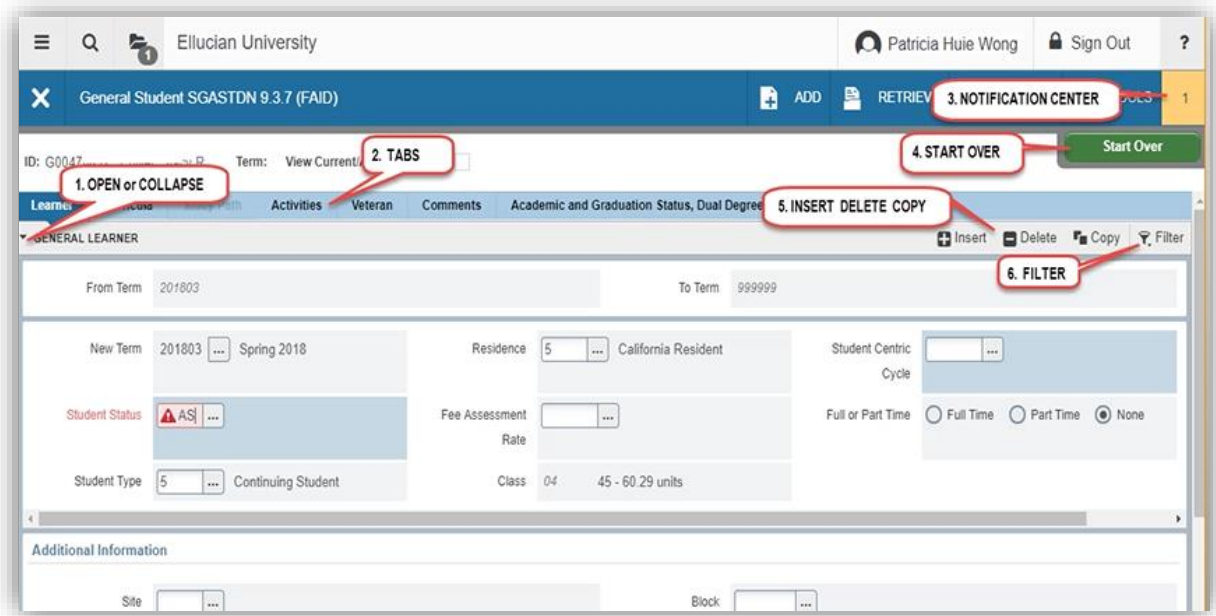 1
Ellucian University
Patricia Huie Wong
Sign Out
?
General Student SGASTDN 9.3.7 (FAID)
ADD
RETRIEV
3. NOTIFICATION CENTER
1
ID: G0047
Term:
View Current/
2. TABS
4. START OVER
Start Over
1. OPEN or COLLAPSE
Learner
Activities
Veteran
Comments
Academic and Graduation Status, Dual Degree
5. INSERT DELETE COPY
GENERAL LEARNER
Insert
Delete
Copy
Filter
6. FILTER
From Term 201803
To Term 999999
New Term 201803 ... Spring 2018
Residence 5 ... California Resident
Student Centric
Cycle
...
Student Status AS ...
Fee Assessment
Rate
...
Full or Part Time Full Time Part Time None
Student Type 5 ... Continuing Student
Class 04 45 - 60.29 units
Additional Information
Site ...
Block ...